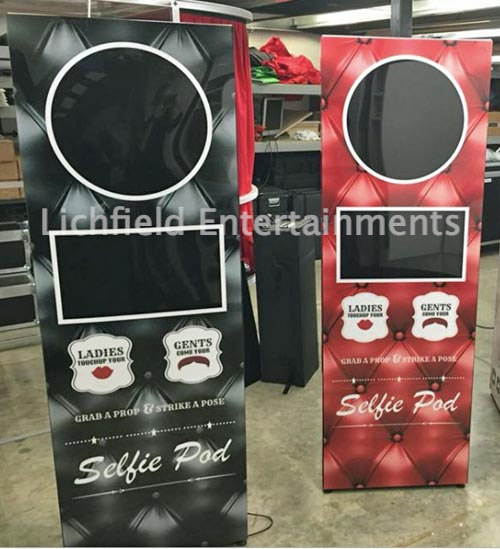 Lichfield Entertainments
LADIES
TOUCHUP YOUR
GENTS
COMB YOUR
GRAB A PROP & STRIKE A POSE
Selfie Pod
LADIES
TOUCHUP YOUR
GENTS
COMB YOUR
GRAB A PROP & STRIKE A POSE
Selfie Pod